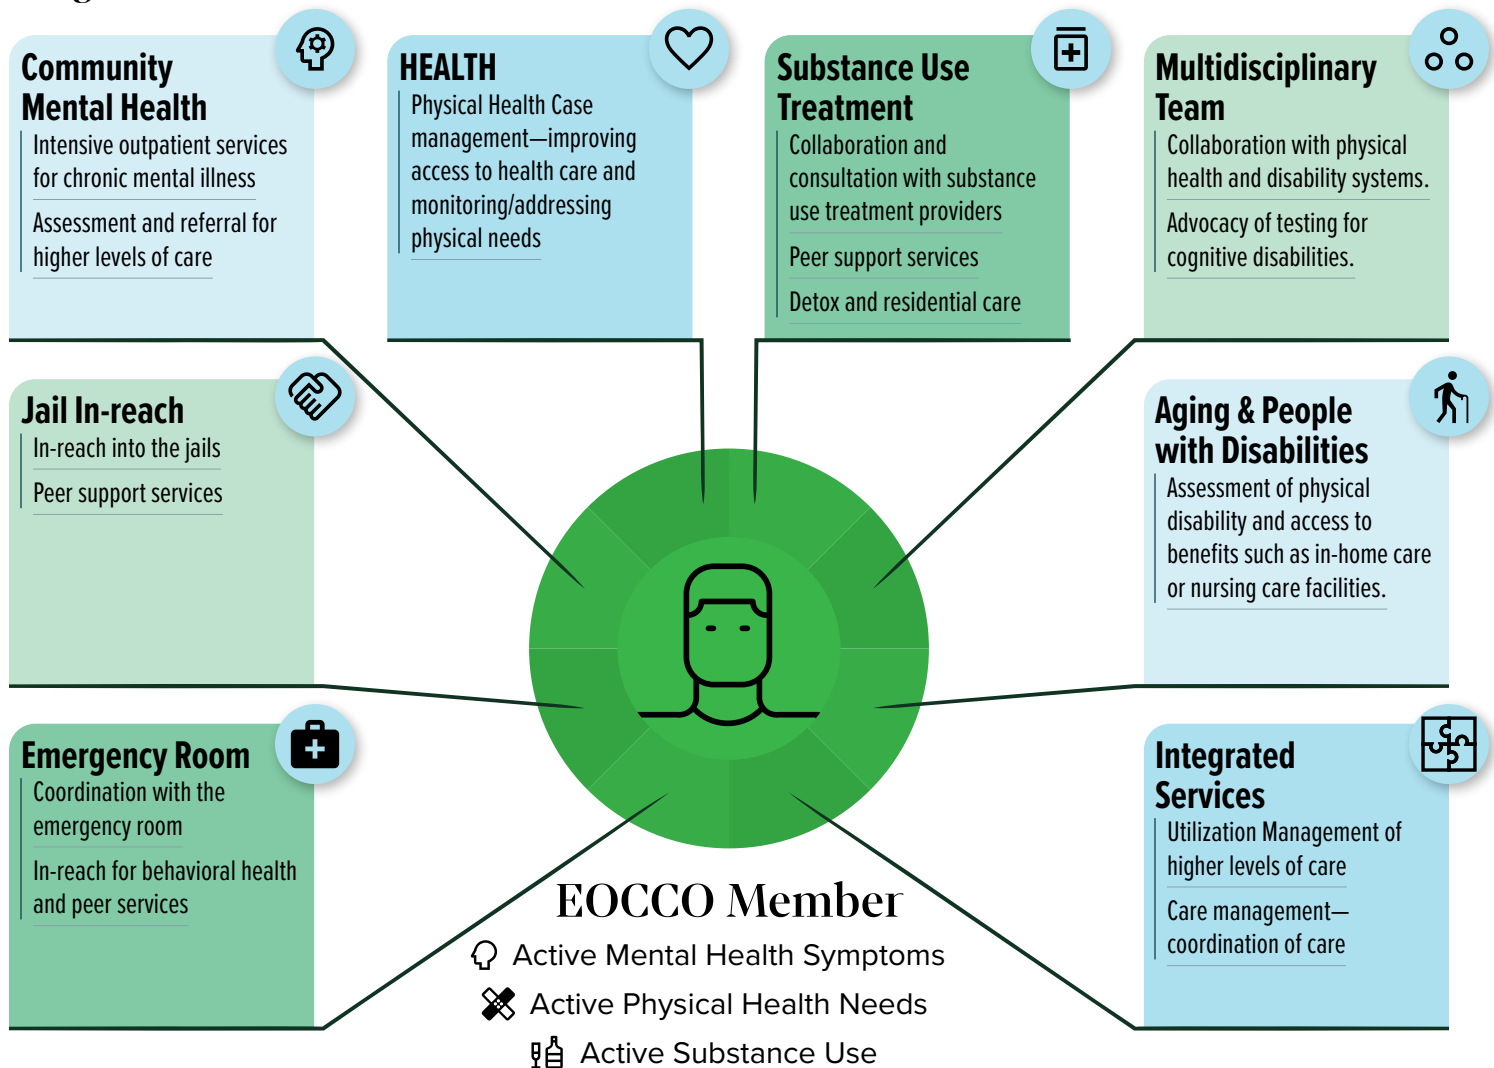 Community
Mental Health
Intensive outpatient services
for chronic mental illness
Assessment and referral for
higher levels of care
HEALTH
Physical Health Case
management—improving
access to health care and
monitoring/addressing
physical needs
Substance Use
Treatment
Collaboration and
consultation with substance
use treatment providers
Peer support services
Detox and residential care
Multidisciplinary
Team
Collaboration with physical
health and disability systems.
Advocacy of testing for
cognitive disabilities.
Jail In-reach
In-reach into the jails
Peer support services
Aging & People
with Disabilities
Assessment of physical
disability and access to
benefits such as in-home care
or nursing care facilities.
Emergency Room
Coordination with the
emergency room
In-reach for behavioral health
and peer services
Integrated
Services
Utilization Management of
higher levels of care
Care management—
coordination of care
EOCCO Member
Active Mental Health Symptoms
Active Physical Health Needs
Active Substance Use